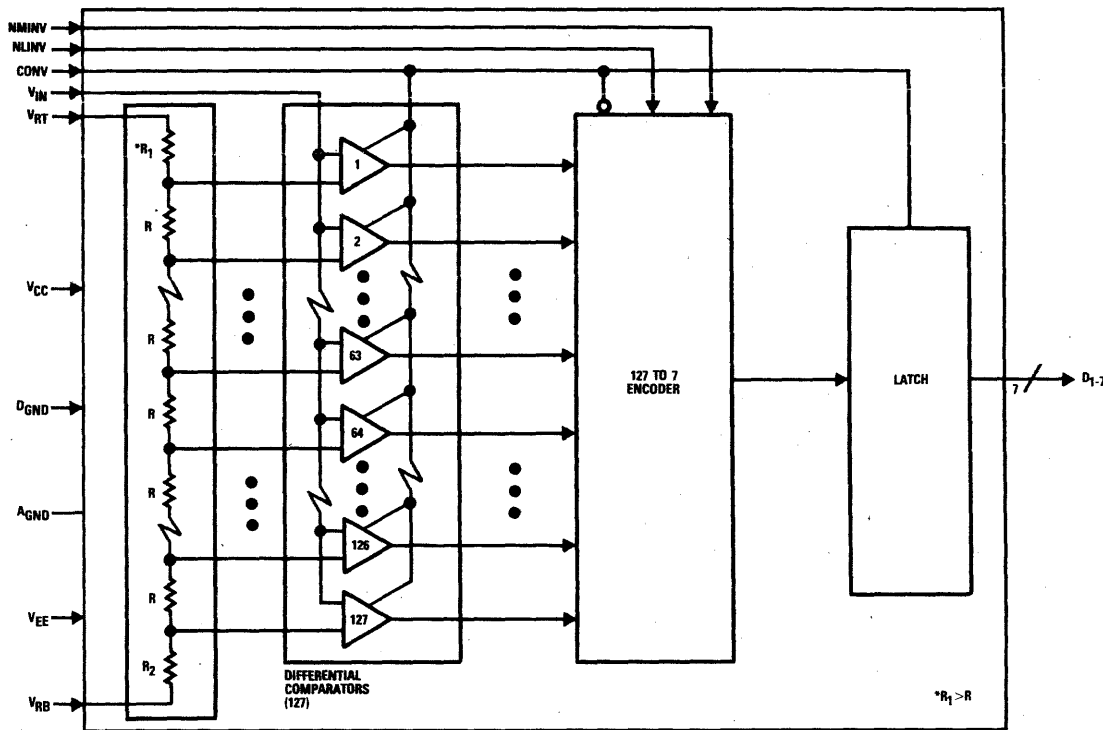 NMINV
NLINV
CONV
VIN
VRT
*R1
1
R
2
VCC
R
63
127 TO 7
ENCODER
LATCH
7
D1-7
DGND
R
64
R
AGND
126
R
VEE
127
R2
DIFFERENTIAL
COMPARATORS
(127)
VRB
*R1>R